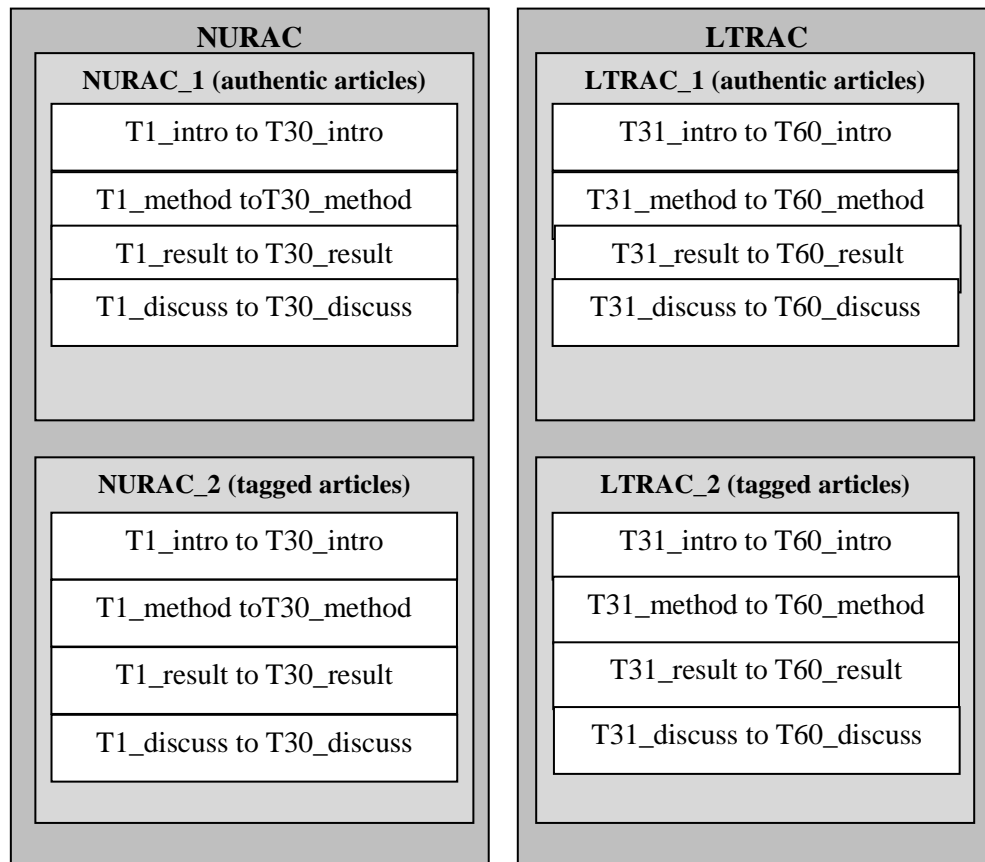 NURAC
NURAC_1 (authentic articles)
T1_intro to T30_intro
T1_method toT30_method
T1_result to T30_result
T1_discuss to T30_discuss
NURAC_2 (tagged articles)
T1_intro to T30_intro
T1_method toT30_method
T1_result to T30_result
T1_discuss to T30_discuss
LTRAC
LTRAC_1 (authentic articles)
T31_intro to T60_intro
T31_method to T60_method
T31_result to T60_result
T31_discuss to T60_discuss
LTRAC_2 (tagged articles)
T31_intro to T60_intro
T31_method to T60_method
T31_result to T60_result
T31_discuss to T60_discuss